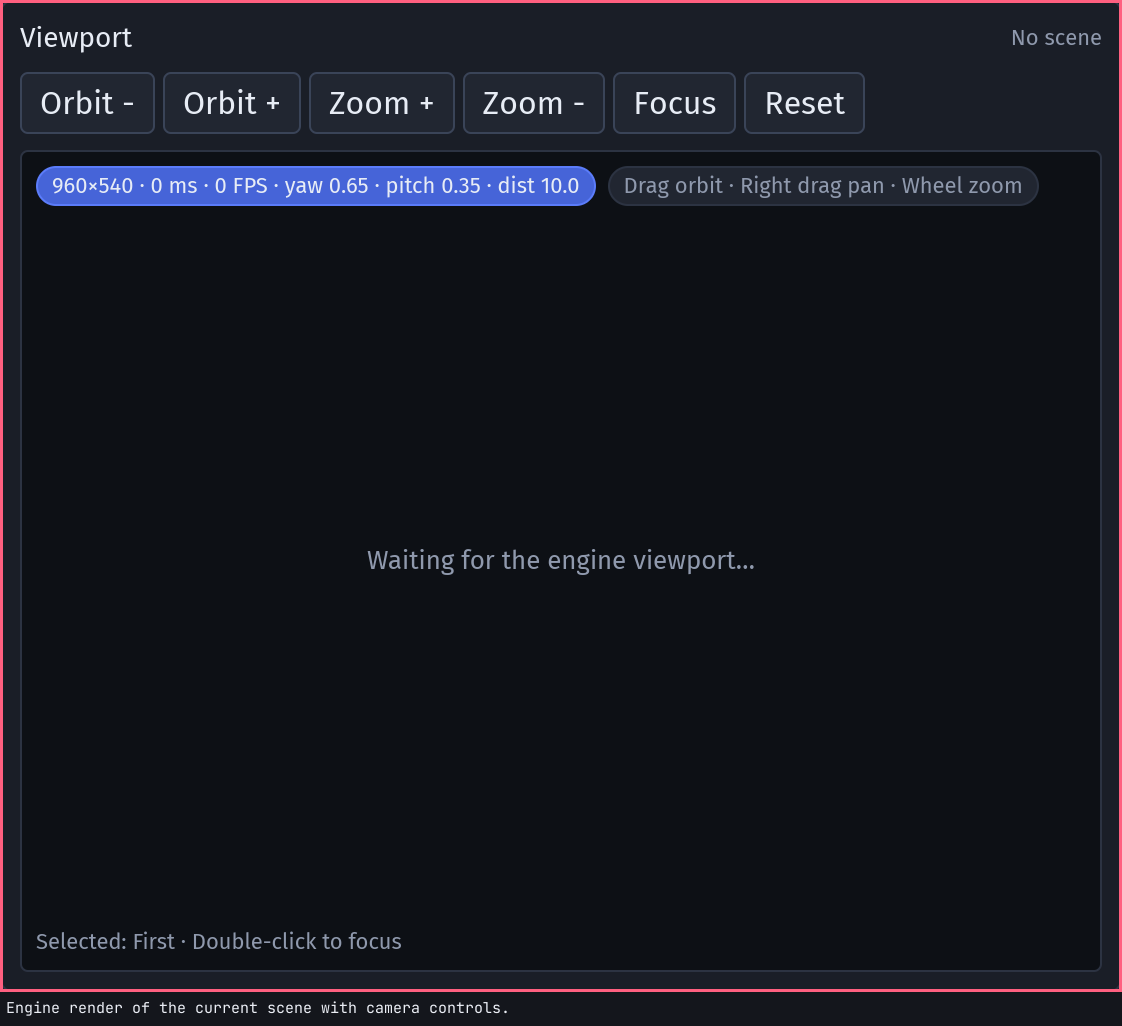 Viewport
No scene
Orbit -
Orbit +
Zoom +
Zoom -
Focus
Reset
960×540 · 0 ms · 0 FPS · yaw 0.65 · pitch 0.35 · dist 10.0
Drag orbit · Right drag pan · Wheel zoom
Waiting for the engine viewport...
Selected: First · Double-click to focus
Engine render of the current scene with camera controls.